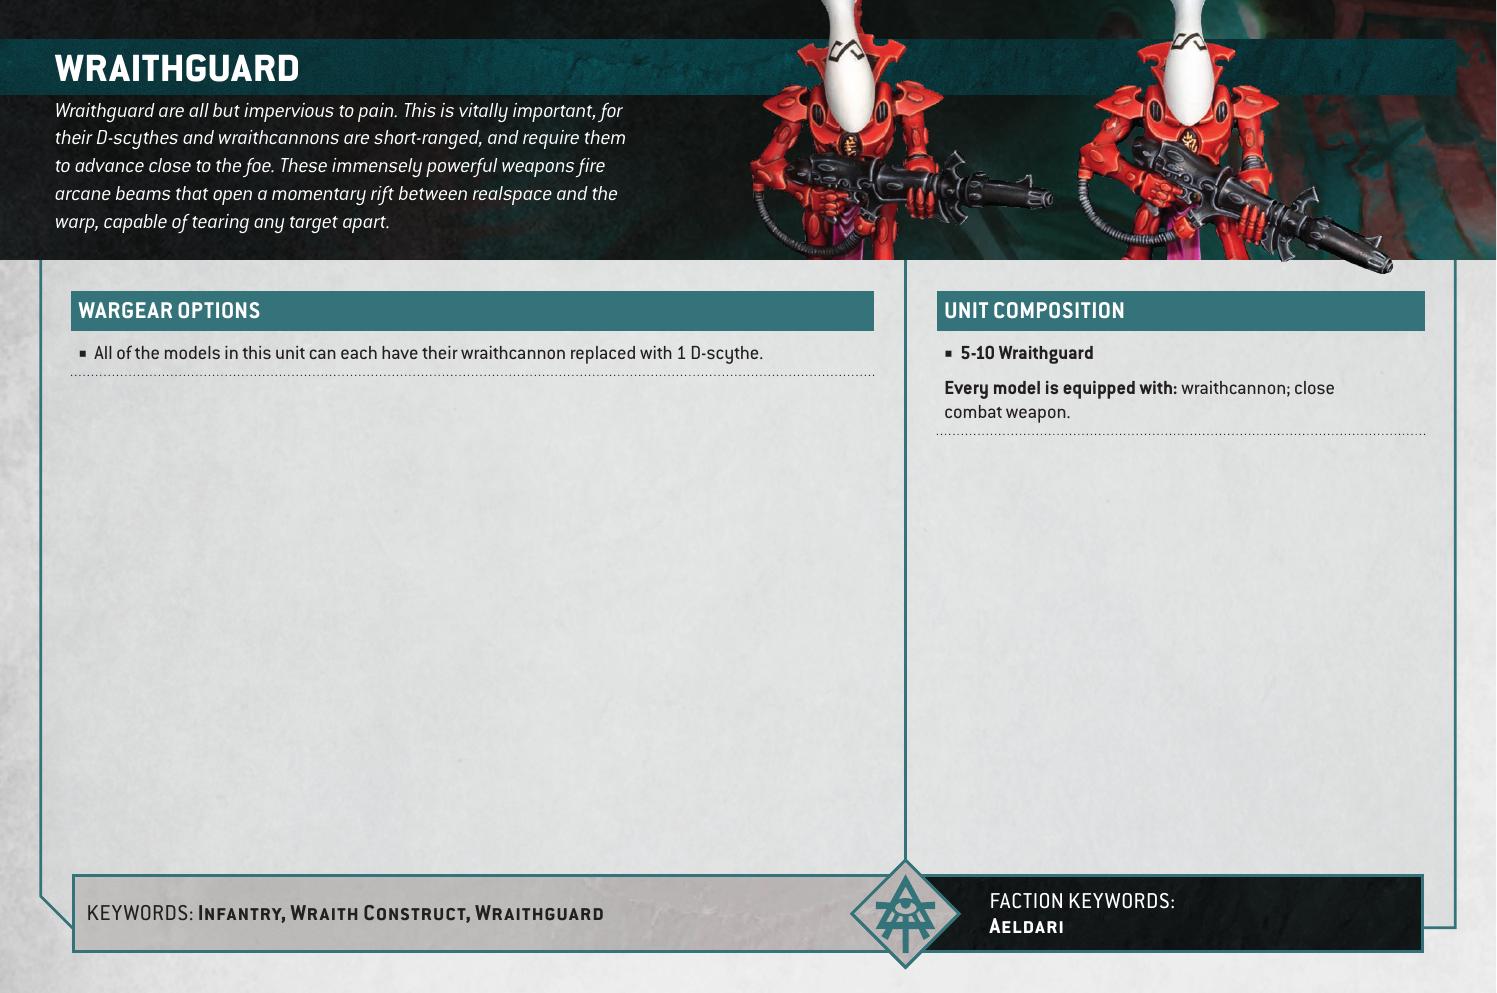 WRAITHGUARD
Wraithguard are all but impervious to pain. This is vitally important, for
their D-scythes and wraithcannons are short-ranged, and require them
to advance close to the foe. These immensely powerful weapons fire
arcane beams that open a momentary rift between realspace and the
warp, capable of tearing any target apart.
WARGEAR OPTIONS
▪ All of the models in this unit can each have their wraithcannon replaced with 1 D-scythe.
UNIT COMPOSITION
▪ 5-10 Wraithguard
Every model is equipped with: wraithcannon; close
combat weapon.
KEYWORDS: Infantry, Wraith Construct, Wraithguard
FACTION KEYWORDS:
Aeldari